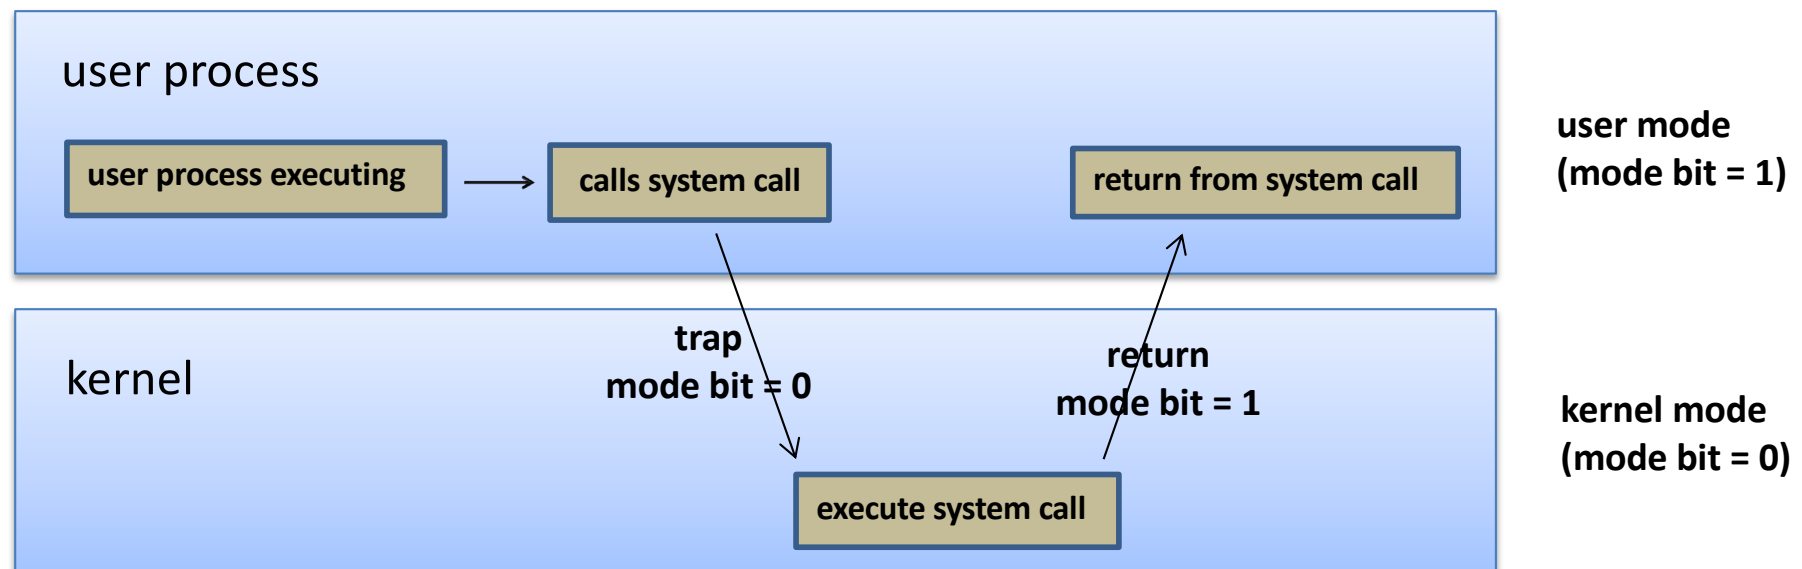 user process
user process executing
calls system call
return from system call
user mode
(mode bit = 1)
kernel
trap
mode bit = 0
return
mode bit = 1
kernel mode
(mode bit = 0)
execute system call